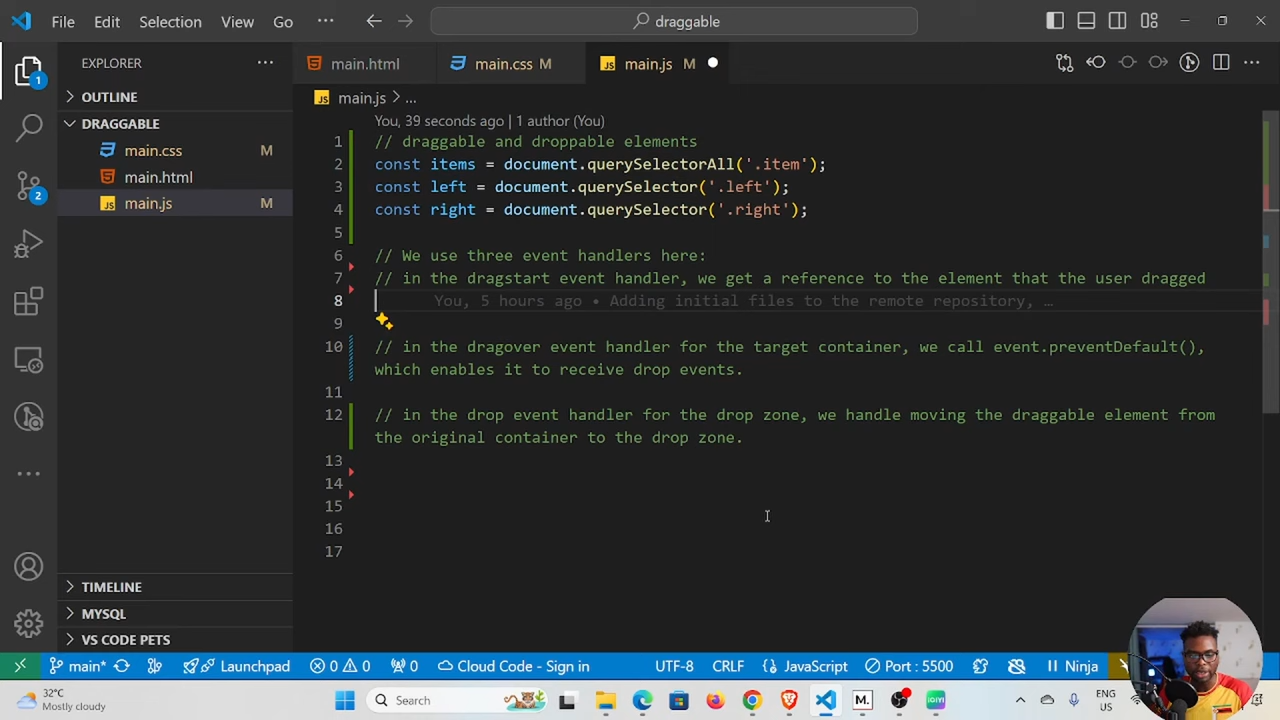 File Edit Selection View Go ··· draggable
EXPLORER ···
main.html main.css M main.js M
OUTLINE
DRAGGABLE
main.css M
main.html
main.js M
TIMELINE
MYSQL
VS CODE PETS
JS main.js > ...
You, 39 seconds ago | 1 author (You)
1 // draggable and droppable elements
2 const items = document.querySelectorAll('.item');
3 const left = document.querySelector('.left');
4 const right = document.querySelector('.right');
5
6 // We use three event handlers here:
7 // in the dragstart event handler, we get a reference to the element that the user dragged
8 You, 5 hours ago • Adding initial files to the remote repository, …
9
10 // in the dragover event handler for the target container, we call event.preventDefault(),
which enables it to receive drop events.
11
12 // in the drop event handler for the drop zone, we handle moving the draggable element from
the original container to the drop zone.
13
14
15
16
17
main* Launchpad 0 0 0 Cloud Code - Sign in UTF-8 CRLF {} JavaScript Port : 5500 Ninja
32°C
Mostly cloudy
Search
ENG
US